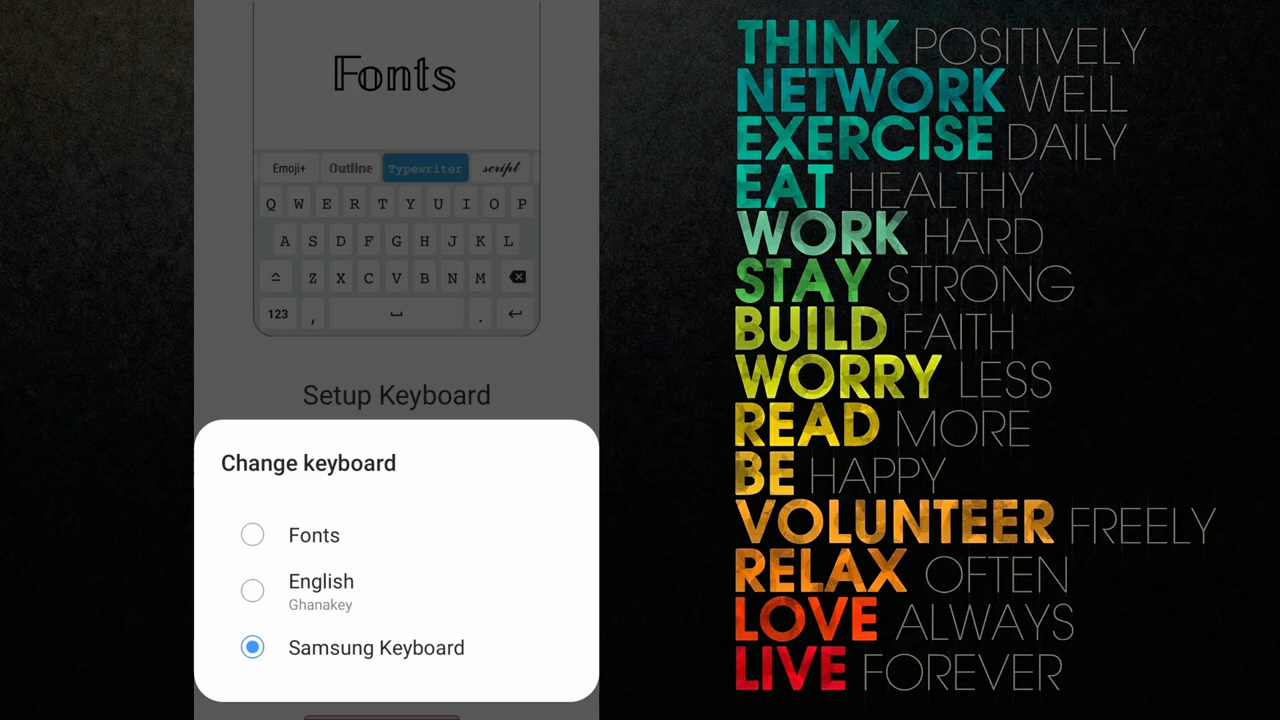 Fonts
Emoji+ Outline Typewriter script
Q W E R T Y U I O P
A S D F G H J K L
Z X C V B N M
123 , .
Setup Keyboard
Change keyboard
Fonts
English
Ghanakey
Samsung Keyboard
THINK POSITIVELY
NETWORK WELL
EXERCISE DAILY
EAT HEALTHY
WORK HARD
STAY STRONG
BUILD FAITH
WORRY LESS
READ MORE
BE HAPPY
VOLUNTEER FREELY
RELAX OFTEN
LOVE ALWAYS
LIVE FOREVER